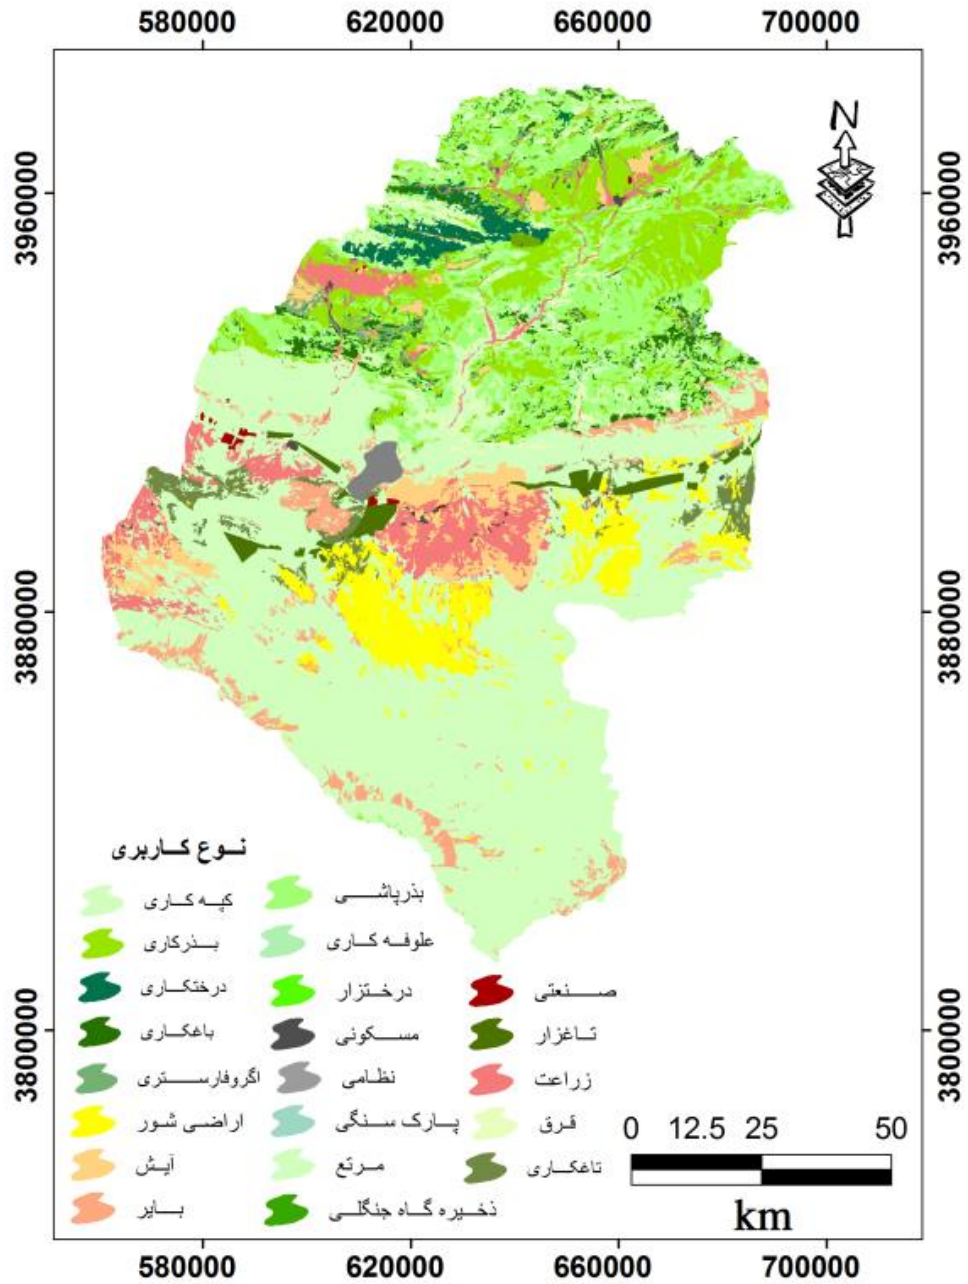 580000 620000 660000 700000
N
3960000 3960000
3880000 3880000
3800000 3800000
نوع کاربری
کپه کاری
بذرکاری
درختکاری
باغکاری
اگروفارستری
اراضی شور
آیش
بایر
بذرپاشی
علوفه کاری
درختزار
مسکونی
نظامی
پارک سنگی
مرتع
ذخیره گاه جنگلی
صنعتی
تاغزار
زراعت
قرق
تاغکاری
0 12.5 25 50
km
580000 620000 660000 700000